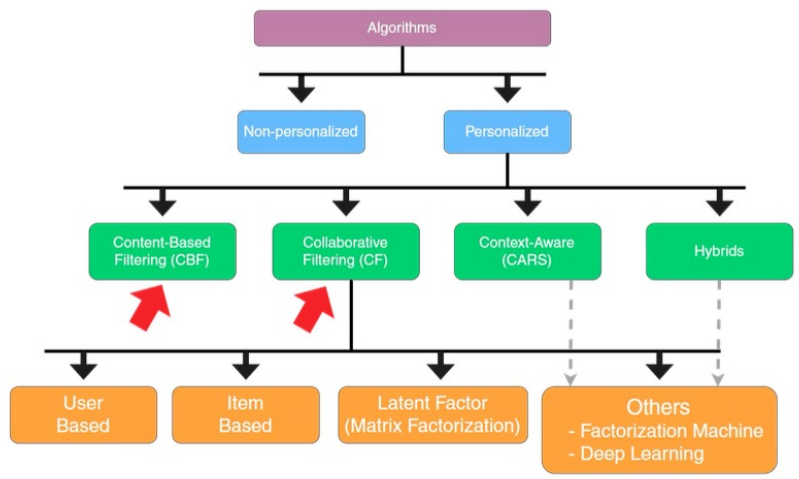 Algorithms
Non-personalized
Personalized
Content-Based
Filtering (CBF)
Collaborative
Filtering (CF)
Context-Aware
(CARS)
Hybrids
User
Based
Item
Based
Latent Factor
(Matrix Factorization)
Others
- Factorization Machine
- Deep Learning